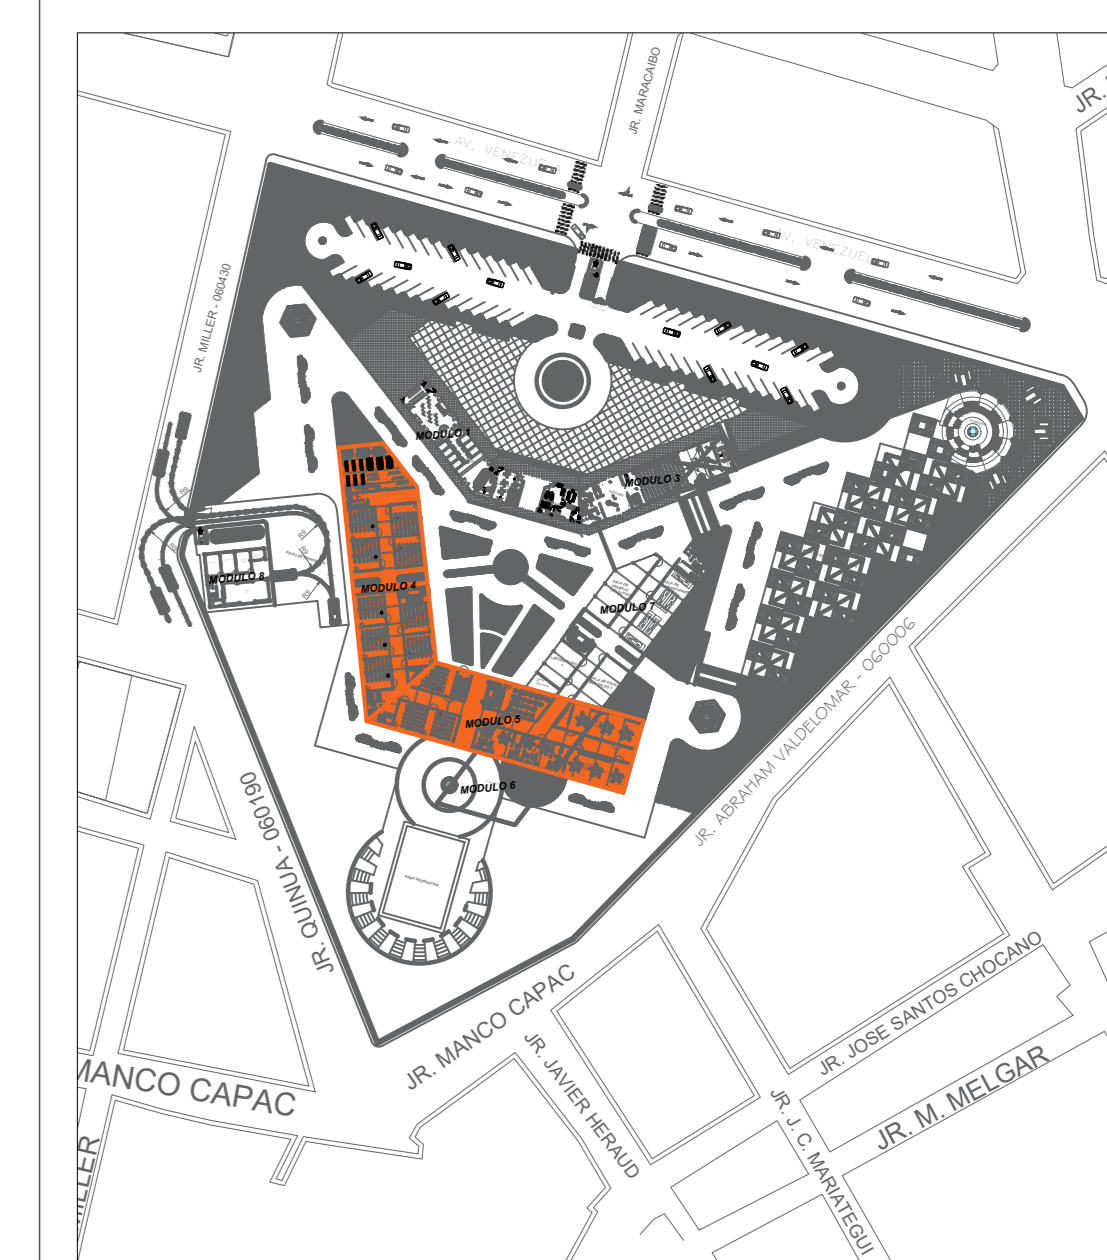 JR. MARACAIBO
JR.
AV. VENEZUELA
AV. VENEZUELA
JR. MILLER - 060430
MODULO 1
MODULO 3
MODULO 8
MODULO 4
MODULO 7
MODULO 5
MODULO 6
JR. ABRAHAM VALDELOMAR - 060006
JR. QUINUA - 060190
JR. MANCO CAPAC
MANCO CAPAC
JR. JAVIER HERAUD
JR. JOSE SANTOS CHOCANO
JR. M. MELGAR
JR. J. C. MARIATEGUI
MILLER